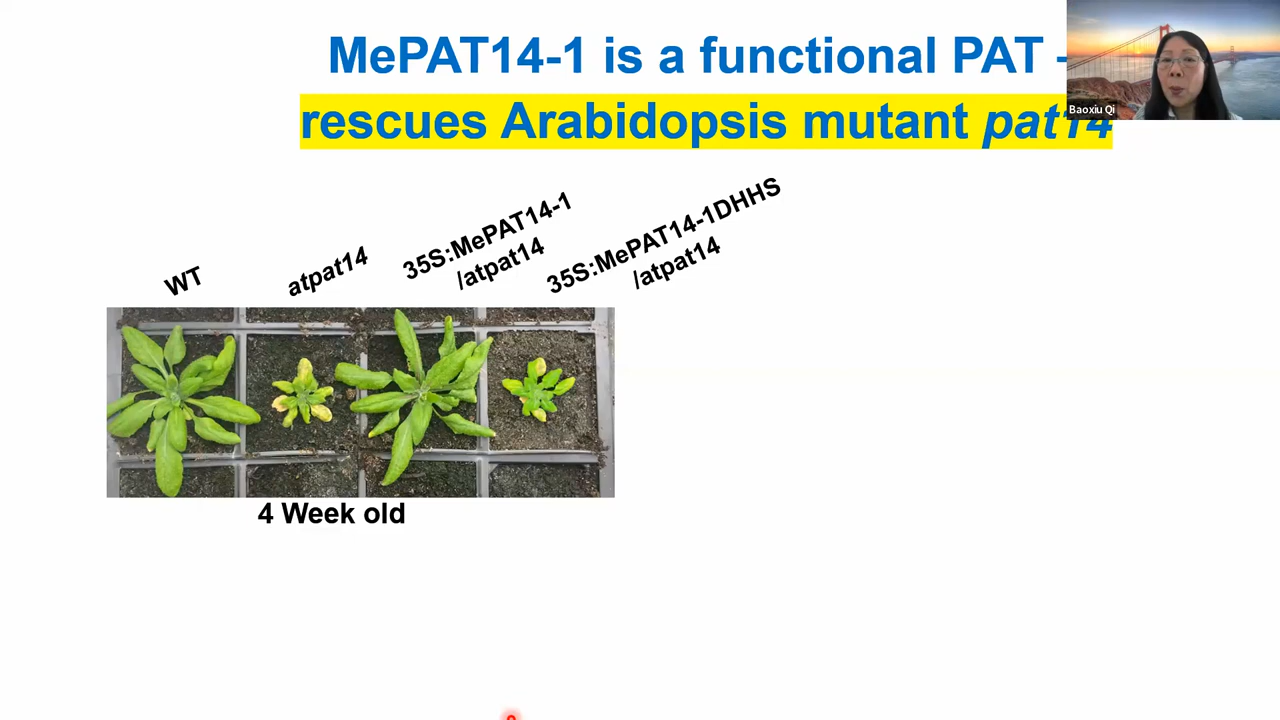 MePAT14-1 is a functional PAT -
rescues Arabidopsis mutant pat14
Baoxiu Qi
WT
atpat14
35S:MePAT14-1
/atpat14
35S:MePAT14-1DHHS
/atpat14
4 Week old